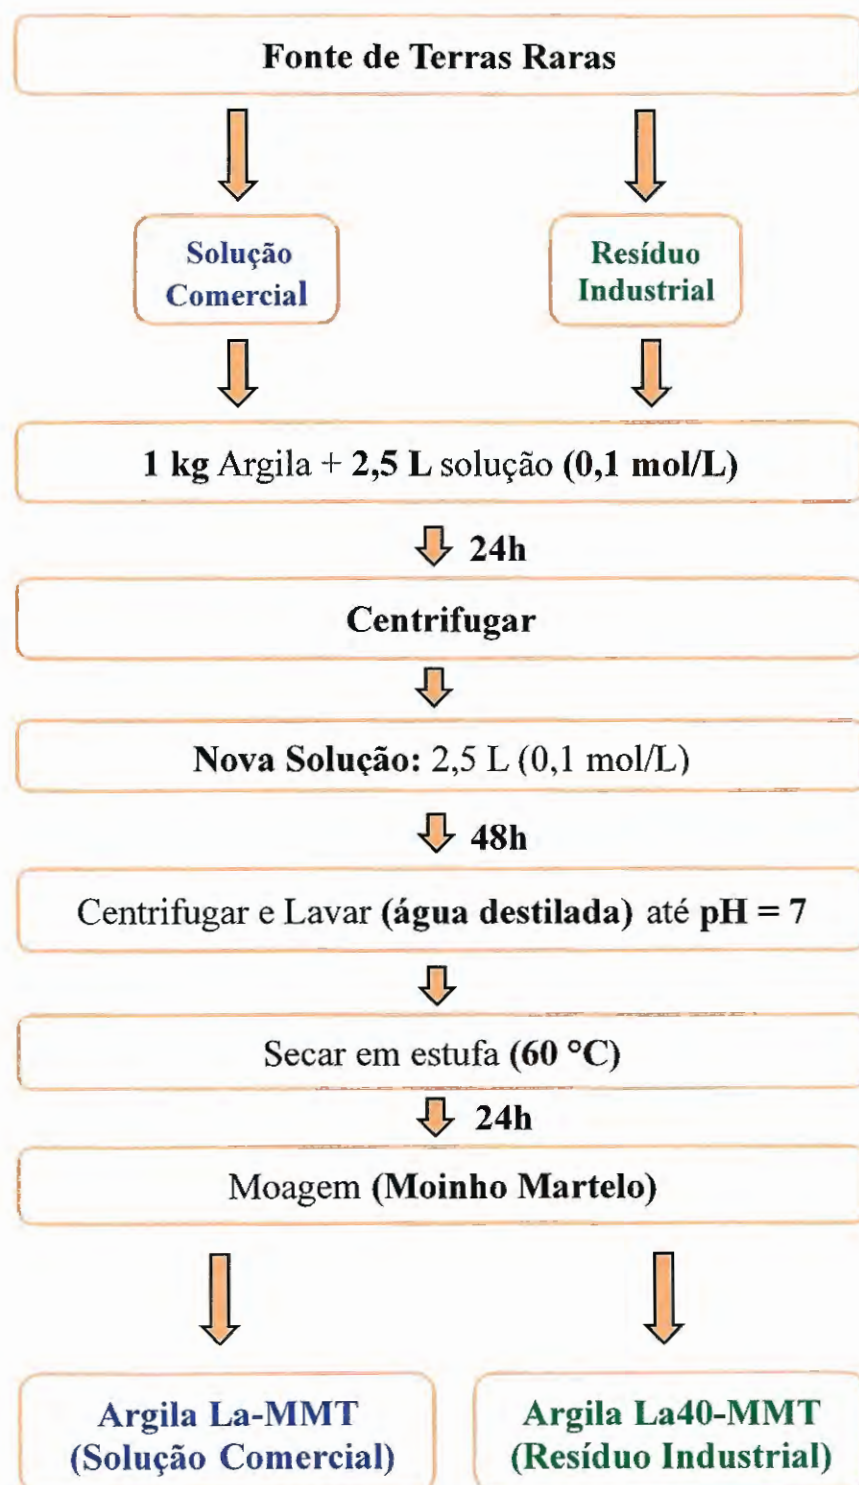 Fonte de Terras Raras
Solução
Comercial
Resíduo
Industrial
1 kg Argila + 2,5 L solução (0,1 mol/L)
24h
Centrifugar
Nova Solução: 2,5 L (0,1 mol/L)
48h
Centrifugar e Lavar (água destilada) até pH = 7
Secar em estufa (60 °C)
24h
Moagem (Moinho Martelo)
Argila La-MMT
(Solução Comercial)
Argila La40-MMT
(Resíduo Industrial)